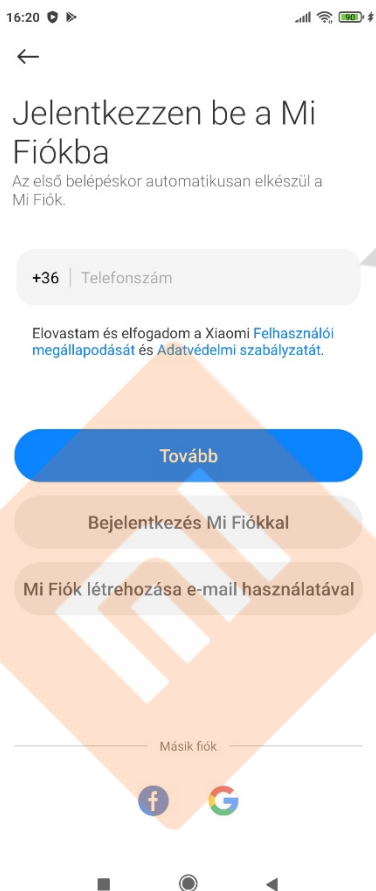 16:20
90
Jelentkezzen be a Mi
Fiókba
Az első belépéskor automatikusan elkészül a
Mi Fiók.
+36 Telefonszám
Elovastam és elfogadom a Xiaomi Felhasználói
megállapodását és Adatvédelmi szabályzatát.
Tovább
Bejelentkezés Mi Fiókkal
Mi Fiók létrehozása e-mail használatával
Másik fiók